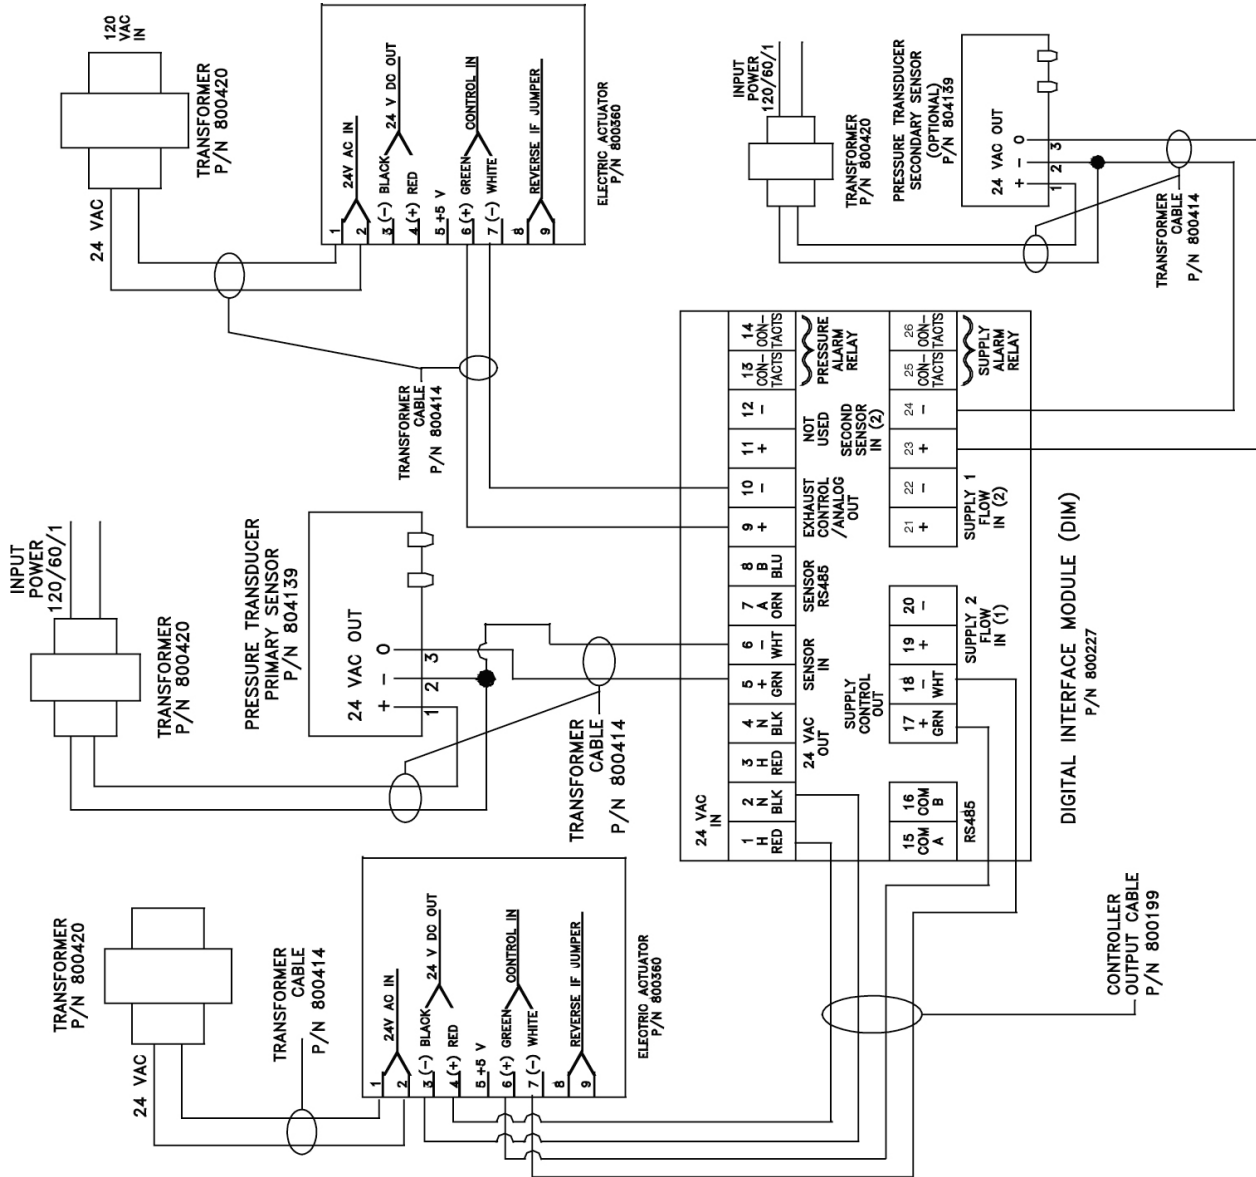 120
VAC
IN
TRANSFORMER
P/N 800420
24 VAC
1
2
3
4
5
6
7
8
9
24V AC IN
(-) BLACK
(+) RED
24 V DC OUT
+5 V
(+) GREEN
(-) WHITE
CONTROL IN
REVERSE IF JUMPER
ELECTRIC ACTUATOR
P/N 800360
TRANSFORMER
CABLE
P/N 800414
INPUT
POWER
120/60/1
TRANSFORMER
P/N 800420
PRESSURE TRANSDUCER
SECONDARY SENSOR
(OPTIONAL)
P/N 804139
24 VAC OUT
+ - O
1 2 3
TRANSFORMER
CABLE
P/N 800414
INPUT
POWER
120/60/1
TRANSFORMER
P/N 800420
PRESSURE TRANSDUCER
PRIMARY SENSOR
P/N 804139
24 VAC OUT
+ - O
1 2 3
TRANSFORMER
CABLE
P/N 800414
TRANSFORMER
P/N 800420
24 VAC
TRANSFORMER
CABLE
P/N 800414
1
2
3
4
5
6
7
8
9
24V AC IN
(-) BLACK
(+) RED
24 V DC OUT
+5 V
(+) GREEN
(-) WHITE
CONTROL IN
REVERSE IF JUMPER
ELEOTRIC ACTUATOR
P/N 800360
24 VAC
IN
1
H
RED
2
N
BLK
3
H
RED
4
N
BLK
5
+
GRN
6
-
WHT
7
A
ORN
8
B
BLU
9
+
10
-
11
+
12
-
13
CON-
TACTS
14
CON-
TACTS
24 VAC
OUT
SENSOR
IN
SENSOR
RS485
EXHAUST
CONTROL
/ANALOG
OUT
NOT
USED
PRESSURE
ALARM
RELAY
SUPPLY
CONTROL
OUT
SECOND
SENSOR
IN (2)
15
COM
A
16
COM
B
17
+
GRN
18
-
WHT
19
+
20
-
21
+
22
-
23
+
24
-
25
CON-
TACTS
26
CON-
TACTS
RS485
SUPPLY 2
FLOW
IN (1)
SUPPLY 1
FLOW
IN (2)
SUPPLY
ALARM
RELAY
DIGITAL INTERFACE MODULE (DIM)
P/N 800227
CONTROLLER
OUTPUT CABLE
P/N 800199